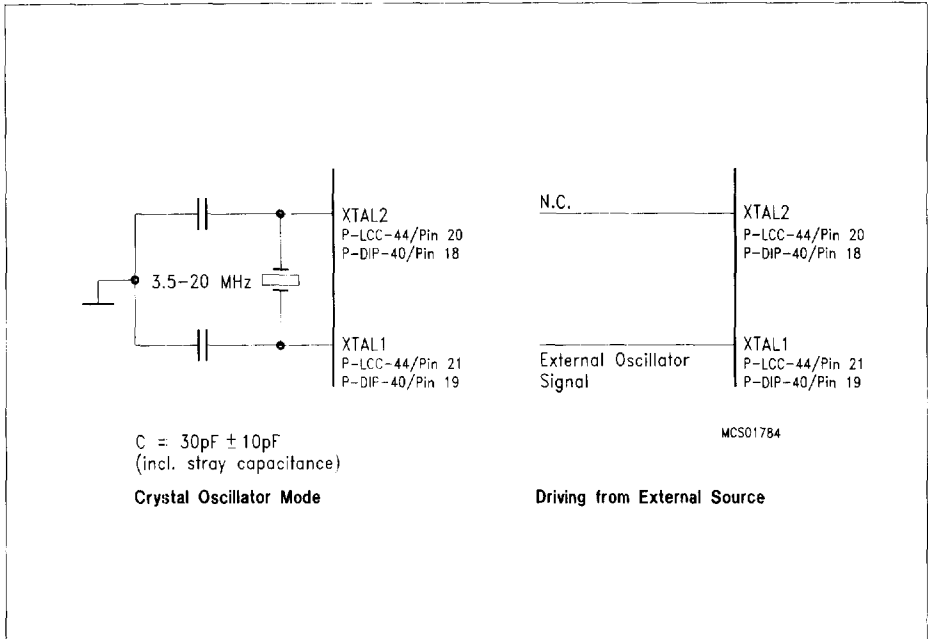 XTAL2
P-LCC-44/Pin 20
P-DIP-40/Pin 18
3.5-20 MHz
XTAL1
P-LCC-44/Pin 21
P-DIP-40/Pin 19
C = 30pF ± 10pF
(incl. stray capacitance)
Crystal Oscillator Mode
N.C.
XTAL2
P-LCC-44/Pin 20
P-DIP-40/Pin 18
External Oscillator
Signal
XTAL1
P-LCC-44/Pin 21
P-DIP-40/Pin 19
MCS01784
Driving from External Source